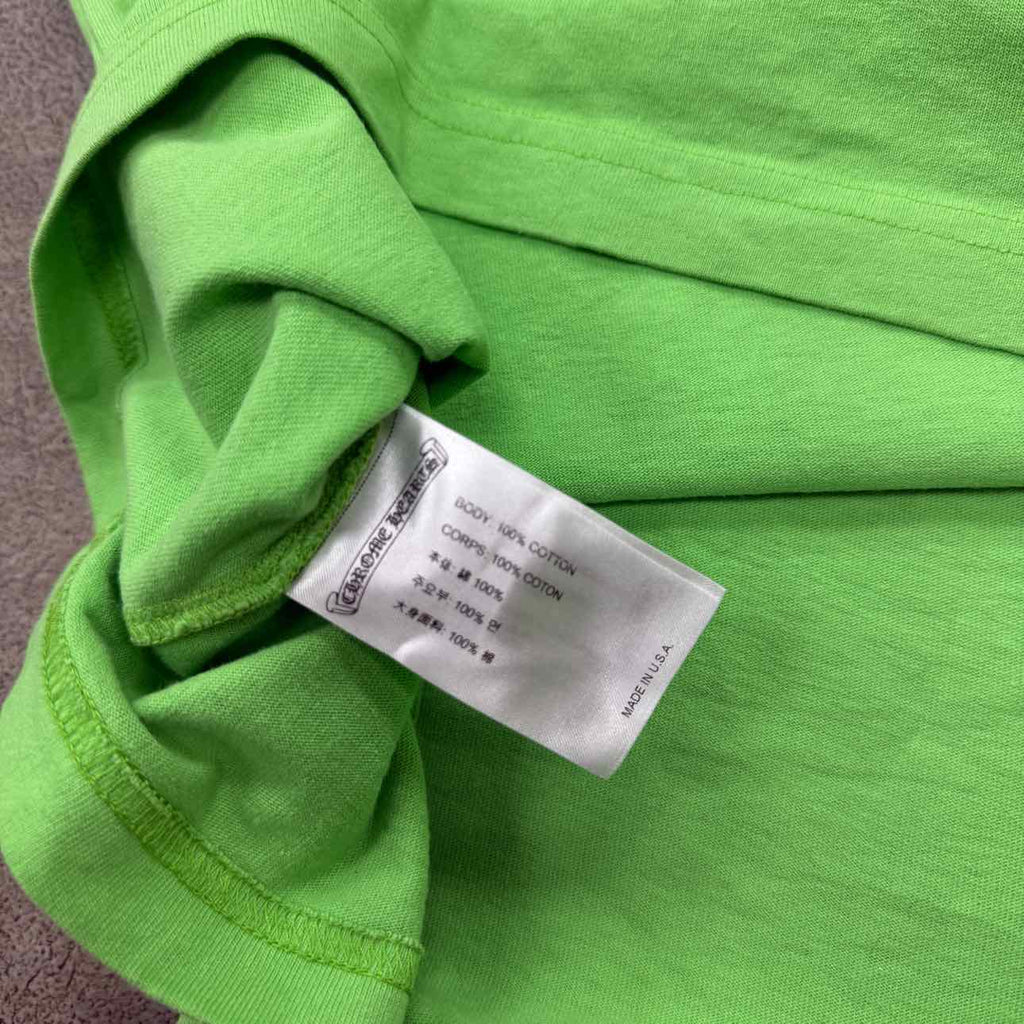 CHROME HEARTS
BODY: 100% COTTON
CORPS: 100% COTON
本体: 綿 100%
주요부: 100% 면
大身面料: 100% 棉
MADE IN U.S.A.